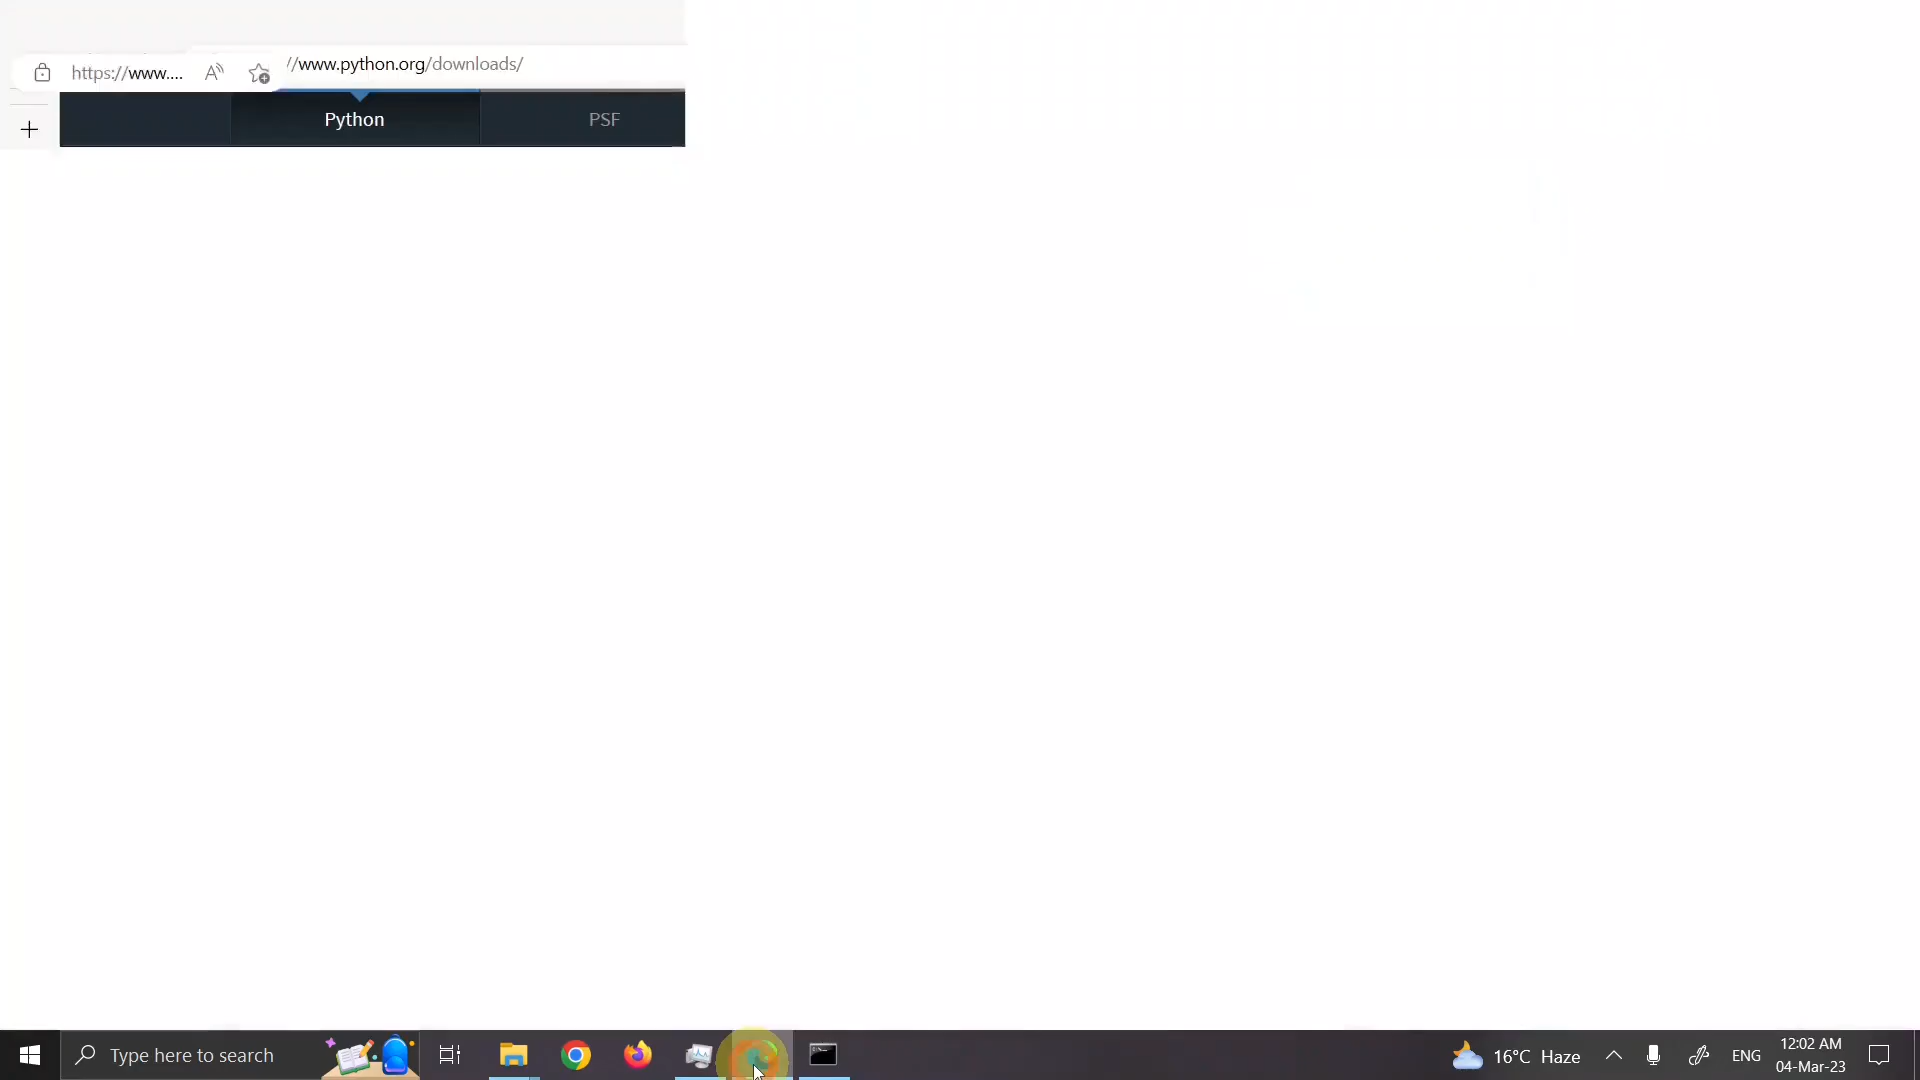 //www.python.org/downloads/
https://www....
Python PSF
Type here to search
16°C Haze
ENG
12:02 AM
04-Mar-23